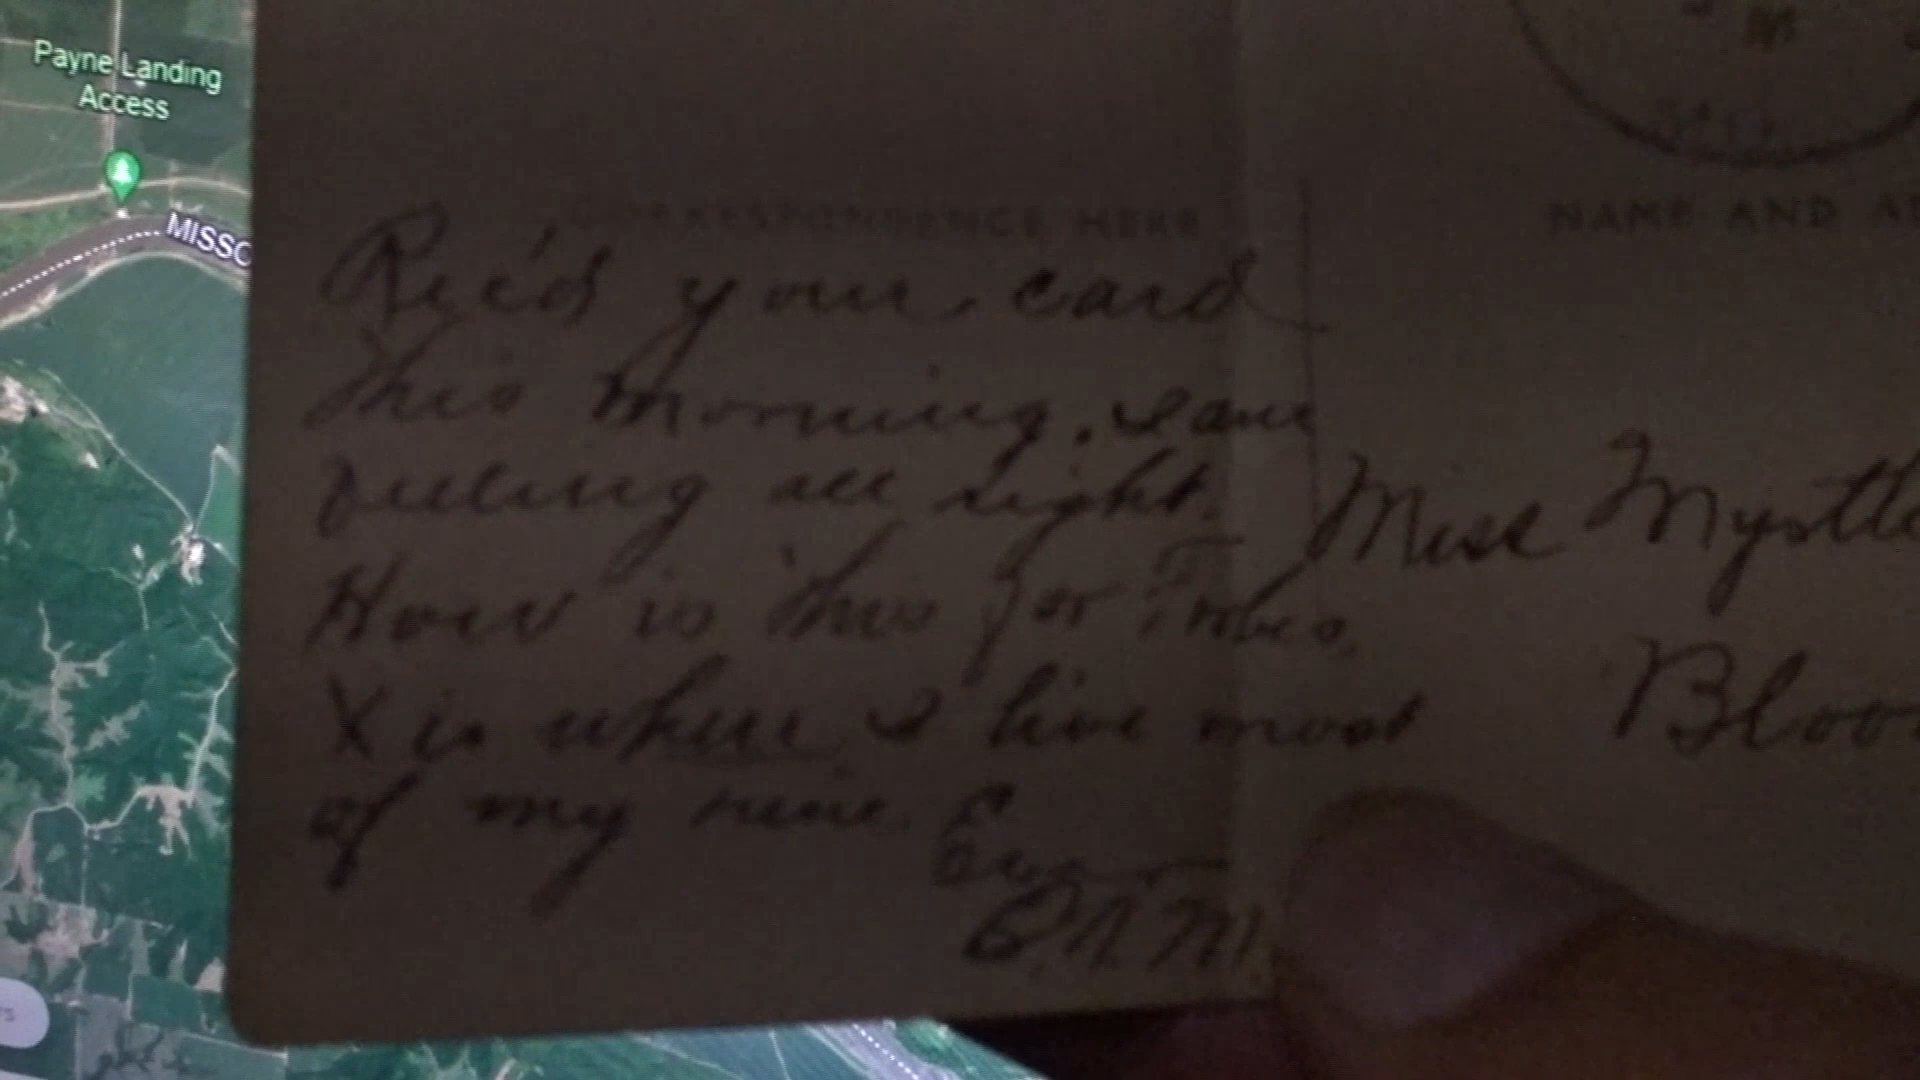 Payne Landing
Access
MISSO
CORRESPONDENCE HERE
NAME AND AD
Rec'd your card
this morning. I am
feeling all right.
How is this for
X is where I live most
of my time.
E.N.M.
Miss Myrtle
Bloo